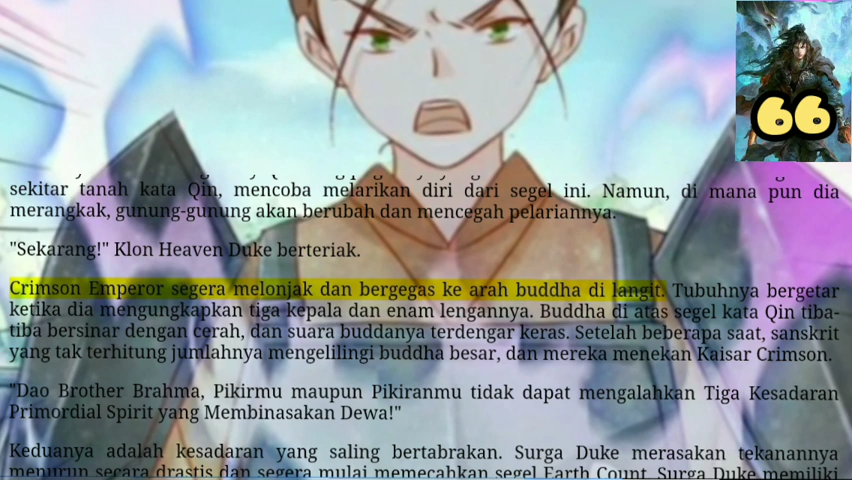 66
sekitar tanah kata Qin, mencoba melarikan diri dari segel ini. Namun, di mana pun dia
merangkak, gunung-gunung akan berubah dan mencegah pelariannya.
"Sekarang!" Klon Heaven Duke berteriak.
Crimson Emperor segera melonjak dan bergegas ke arah buddha di langit. Tubuhnya bergetar
ketika dia mengungkapkan tiga kepala dan enam lengannya. Buddha di atas segel kata Qin tiba-
tiba bersinar dengan cerah, dan suara buddanya terdengar keras. Setelah beberapa saat, sanskrit
yang tak terhitung jumlahnya mengelilingi buddha besar, dan mereka menekan Kaisar Crimson.
"Dao Brother Brahma, Pikirmu maupun Pikiranmu tidak dapat mengalahkan Tiga Kesadaran
Primordial Spirit yang Membinasakan Dewa!"
Keduanya adalah kesadaran yang saling bertabrakan. Surga Duke merasakan tekanannya
menurun secara drastis dan segera mulai memecahkan segel Earth Count. Surga Duke memiliki